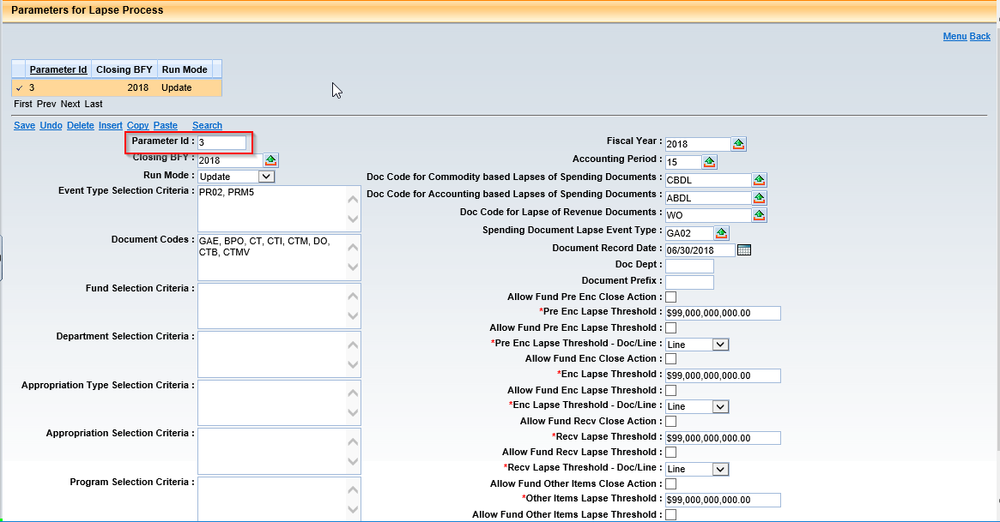 Parameters for Lapse Process
Menu Back
Parameter Id Closing BFY Run Mode
✓ 3 2018 Update
First Prev Next Last
Save Undo Delete Insert Copy Paste Search
Parameter Id : 3
Closing BFY : 2018
Run Mode : Update
Event Type Selection Criteria : PR02, PRM5
Document Codes : GAE, BPO, CT, CTI, CTM, DO,
CTB, CTMV
Fund Selection Criteria :
Department Selection Criteria :
Appropriation Type Selection Criteria :
Appropriation Selection Criteria :
Program Selection Criteria :
Fiscal Year : 2018
Accounting Period : 15
Doc Code for Commodity based Lapses of Spending Documents : CBDL
Doc Code for Accounting based Lapses of Spending Documents : ABDL
Doc Code for Lapse of Revenue Documents : WO
Spending Document Lapse Event Type : GA02
Document Record Date : 06/30/2018
Doc Dept :
Document Prefix :
Allow Fund Pre Enc Close Action :
*Pre Enc Lapse Threshold : $99,000,000,000.00
Allow Fund Pre Enc Lapse Threshold :
*Pre Enc Lapse Threshold - Doc/Line : Line
Allow Fund Enc Close Action :
*Enc Lapse Threshold : $99,000,000,000.00
Allow Fund Enc Lapse Threshold :
*Enc Lapse Threshold - Doc/Line : Line
Allow Fund Recv Close Action :
*Recv Lapse Threshold : $99,000,000,000.00
Allow Fund Recv Lapse Threshold :
*Recv Lapse Threshold - Doc/Line : Line
Allow Fund Other Items Close Action :
*Other Items Lapse Threshold : $99,000,000,000.00
Allow Fund Other Items Lapse Threshold :